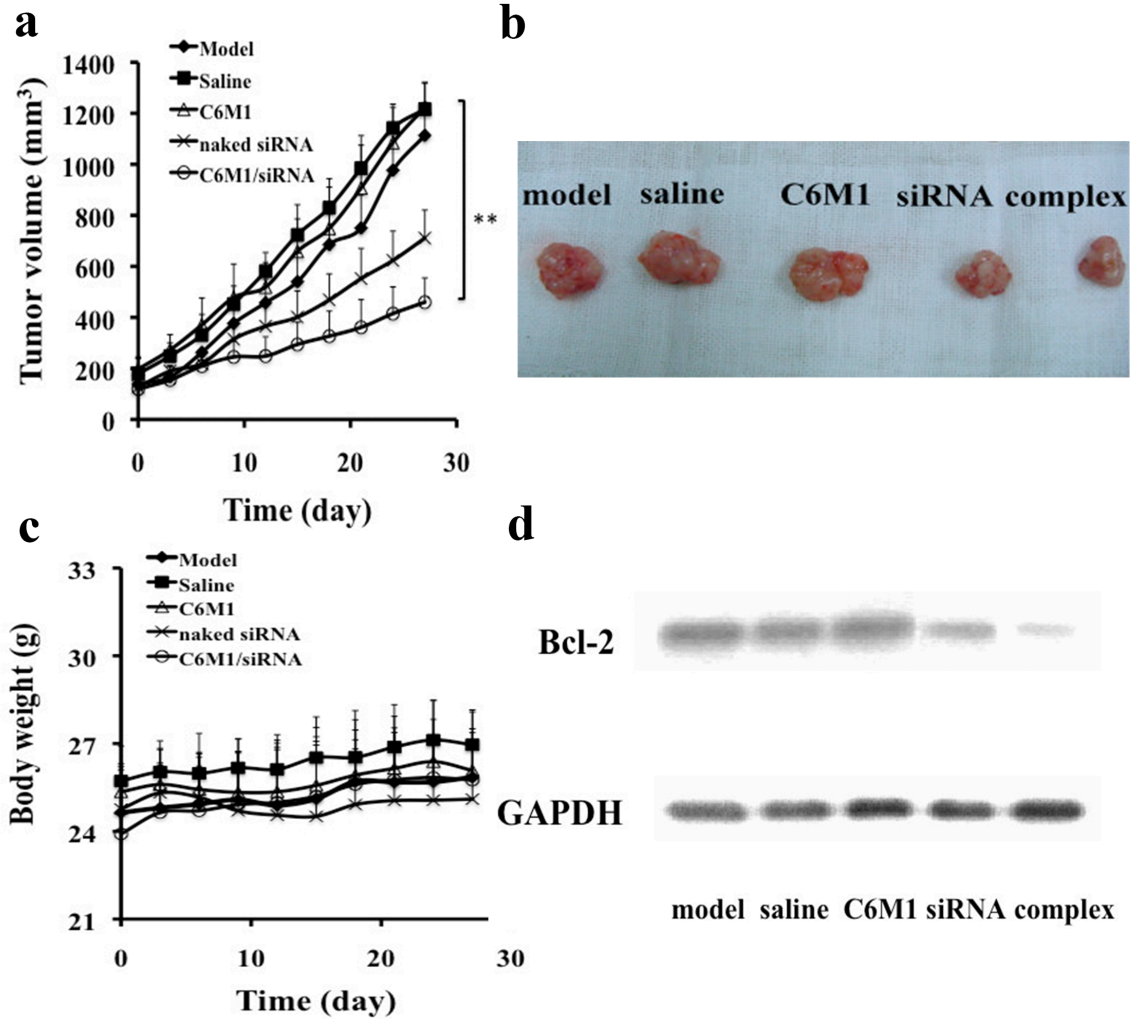 a
Model
Saline
C6M1
naked siRNA
C6M1/siRNA
1400
1200
1000
800
600
400
200
0
Tumor volume (mm³)
**
0 10 20 30
Time (day)
b
model saline C6M1 siRNA complex
c
Model
Saline
C6M1
naked siRNA
C6M1/siRNA
33
30
27
24
21
Body weight (g)
0 10 20 30
Time (day)
d
Bcl-2
GAPDH
model saline C6M1 siRNA complex